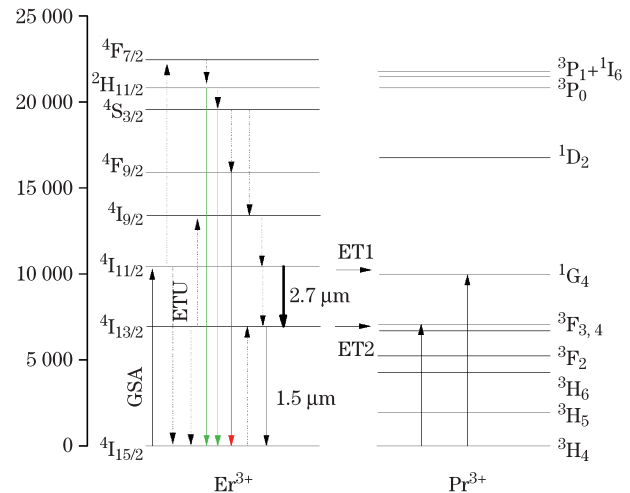 25 000
20 000
15 000
10 000
5 000
0
⁴F₇/₂
²H₁₁/₂
⁴S₃/₂
⁴F₉/₂
⁴I₉/₂
⁴I₁₁/₂
⁴I₁₃/₂
⁴I₁₅/₂
GSA
ETU
2.7 μm
1.5 μm
ET1
ET2
³P₁+¹I₆
³P₀
¹D₂
¹G₄
³F₃, ₄
³F₂
³H₆
³H₅
³H₄
Er³⁺
Pr³⁺